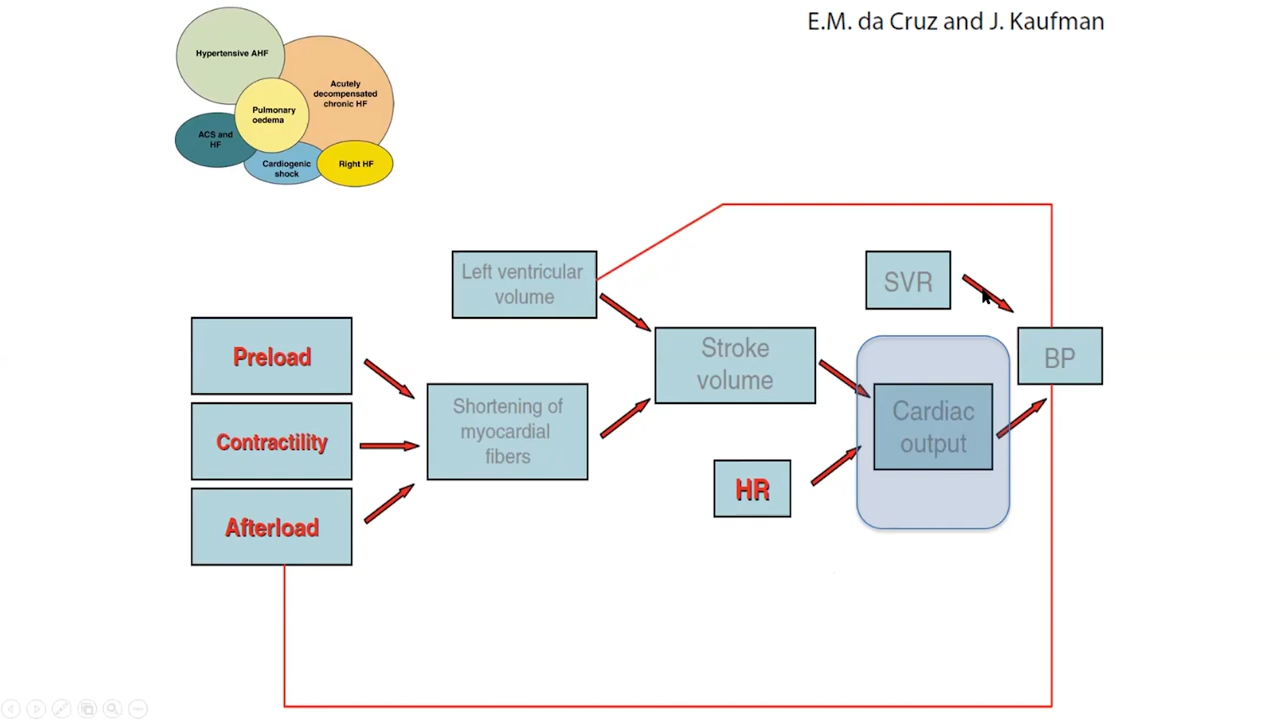 E.M. da Cruz and J. Kaufman
Hypertensive AHF
Acutely
decompensated
chronic HF
Pulmonary
oedema
ACS and
HF
Cardiogenic
shock
Right HF
Left ventricular
volume
SVR
Preload
Stroke
volume
BP
Contractility
Shortening of
myocardial
fibers
Cardiac
output
HR
Afterload